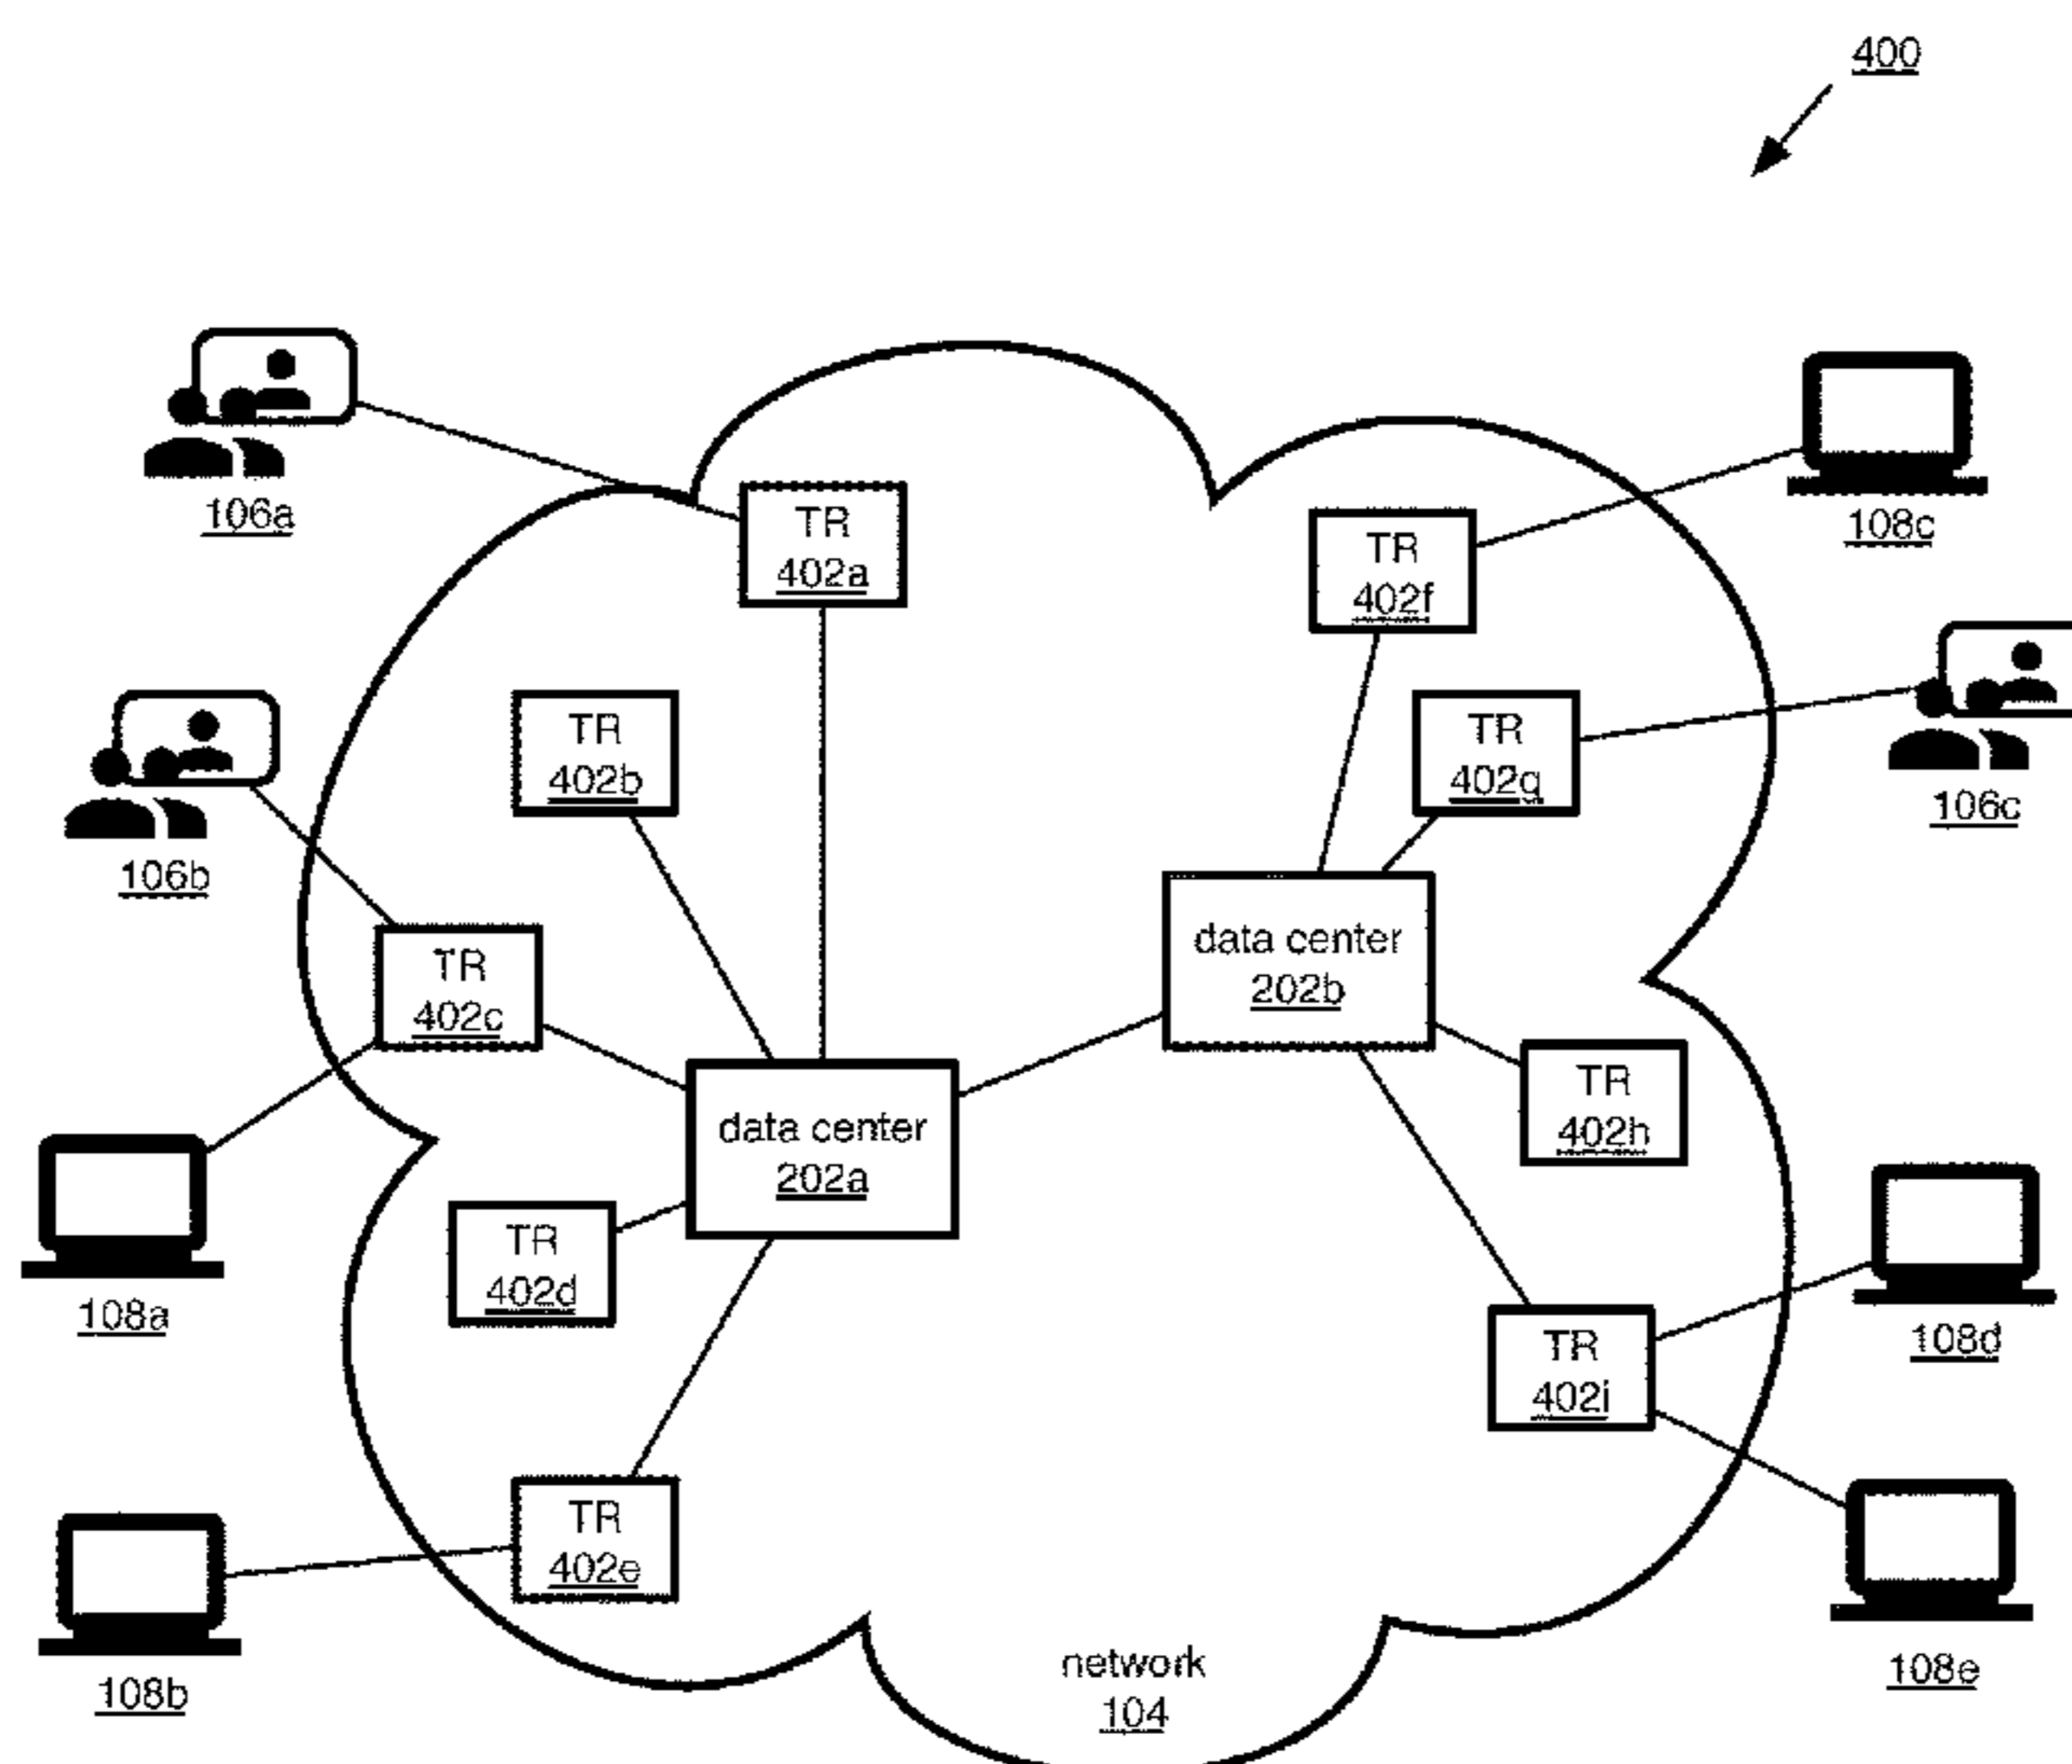 400
106a
TR
402a
TR
402f
108c
TR
402b
TR
402g
106c
106b
TR
402c
data center
202b
data center
202a
TR
402h
108a
TR
402d
TR
402i
108d
TR
402e
108b
network
104
108e